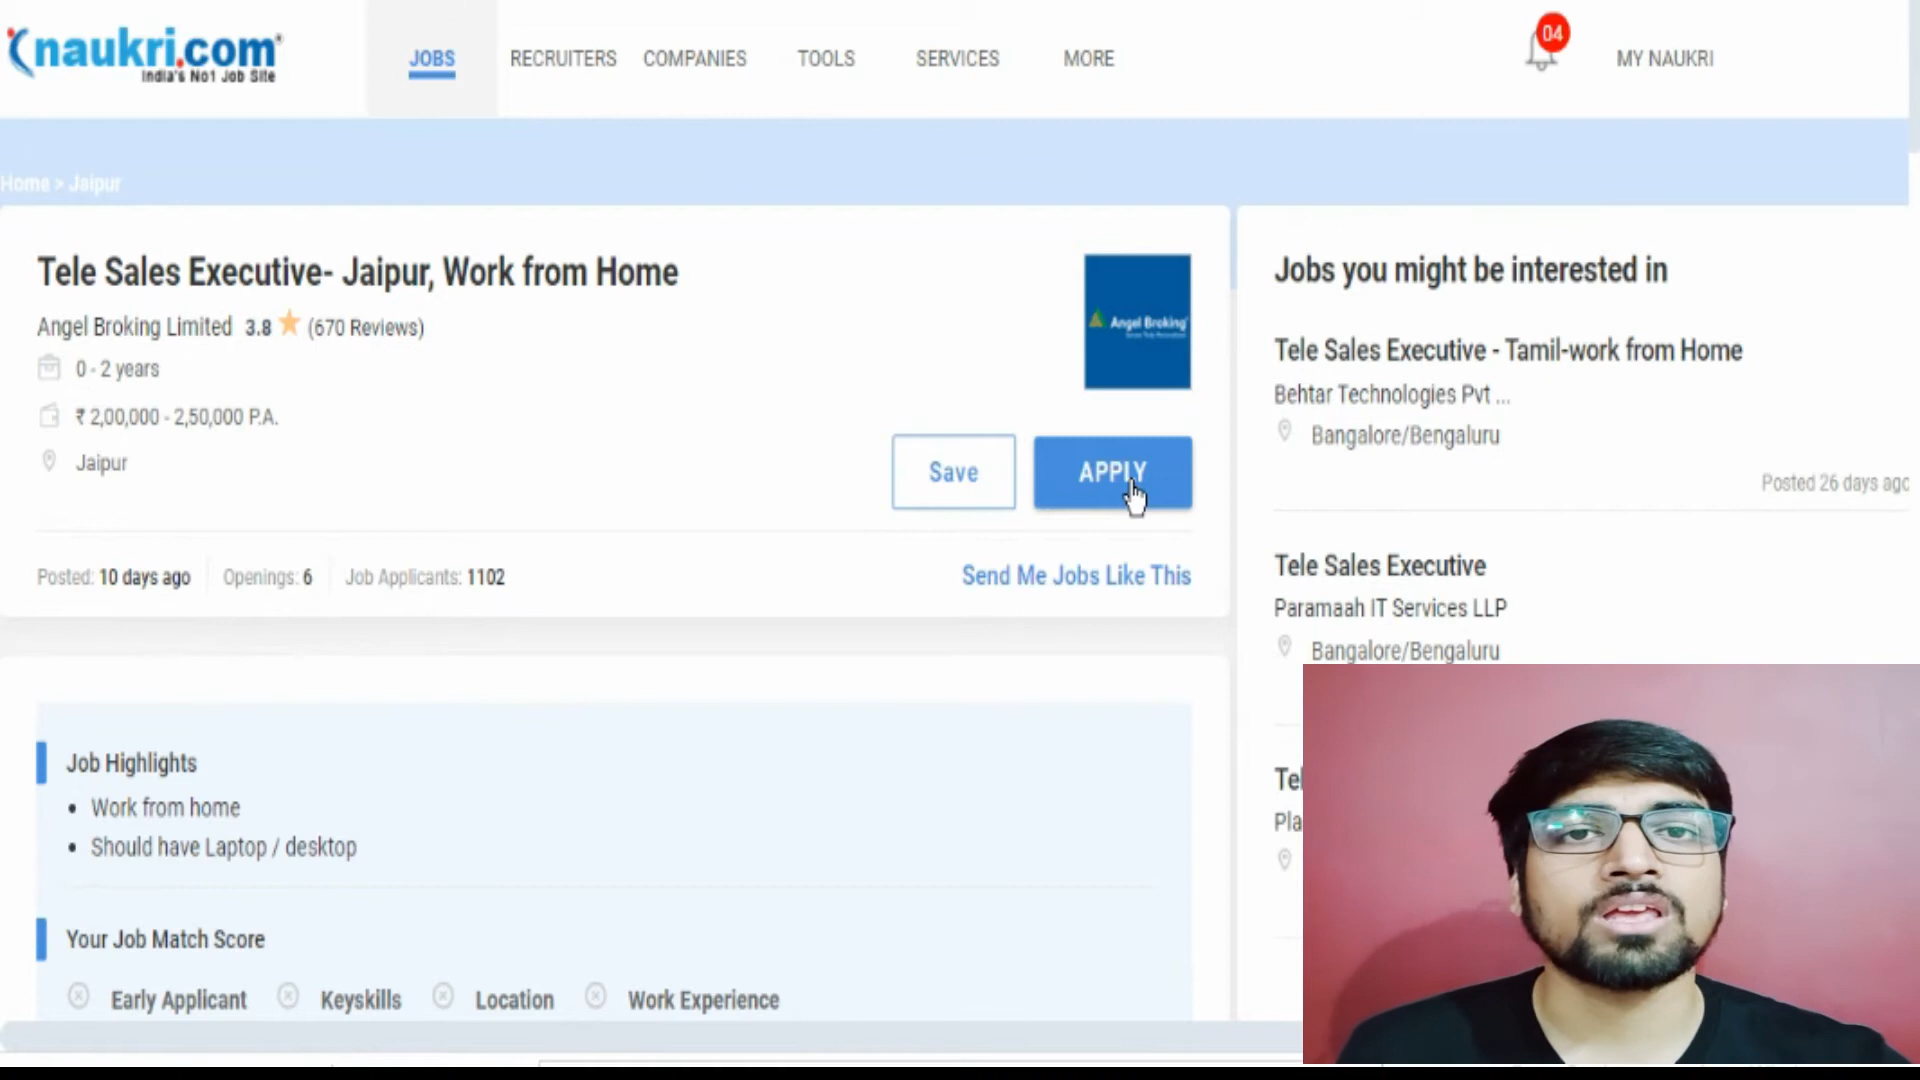 naukri.com
India's No1 Job Site
JOBS
RECRUITERS
COMPANIES
TOOLS
SERVICES
MORE
04
MY NAUKRI
Home > Jaipur
Tele Sales Executive- Jaipur, Work from Home
Angel Broking Limited 3.8 (670 Reviews)
0 - 2 years
₹ 2,00,000 - 2,50,000 P.A.
Jaipur
Angel Broking
Save
APPLY
Posted: 10 days ago
Openings: 6
Job Applicants: 1102
Send Me Jobs Like This
Job Highlights
• Work from home
• Should have Laptop / desktop
Your Job Match Score
Early Applicant
Keyskills
Location
Work Experience
Jobs you might be interested in
Tele Sales Executive - Tamil-work from Home
Behtar Technologies Pvt ...
Bangalore/Bengaluru
Posted 26 days ago
Tele Sales Executive
Paramaah IT Services LLP
Bangalore/Bengaluru
Tel
Pla